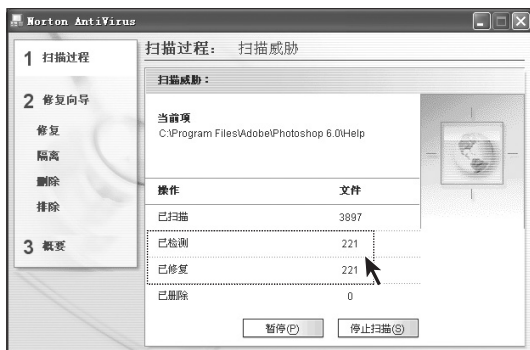 Norton AntiVirus
1 扫描过程
2 修复向导
修复
隔离
删除
排除
3 概要
扫描过程： 扫描威胁
扫描威胁：
当前项
C:\Program Files\Adobe\Photoshop 6.0\Help
操作 文件
已扫描 3897
已检测 221
已修复 221
已删除 0
暂停(P) 停止扫描(S)